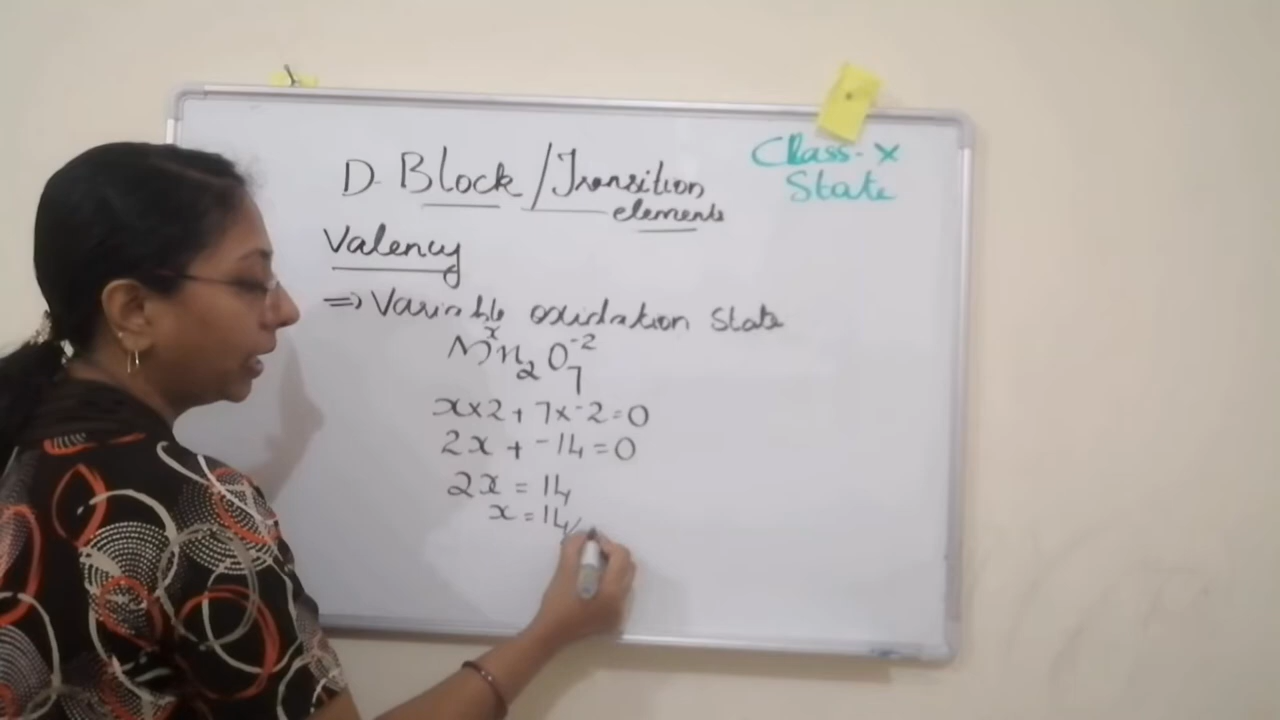 D-Block/Transition
elements
Class-X
State
Valency
⇒ Variable oxidation State
Mn₂ˣO₇⁻²
x×2+7×-2=0
2x + -14=0
2x = 14
x=14/